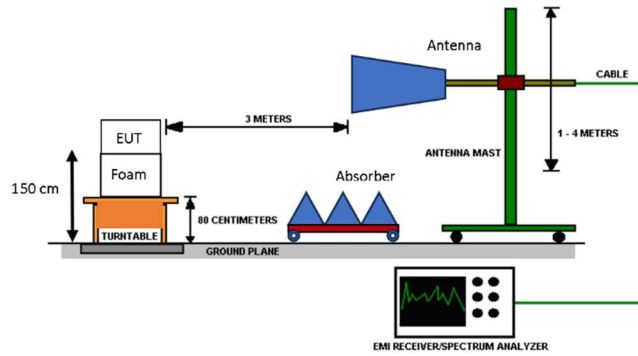 Antenna
CABLE
3 METERS
1 - 4 METERS
EUT
ANTENNA MAST
Foam
Absorber
150 cm
80 CENTIMETERS
TURNTABLE
GROUND PLANE
EMI RECEIVER/SPECTRUM ANALYZER